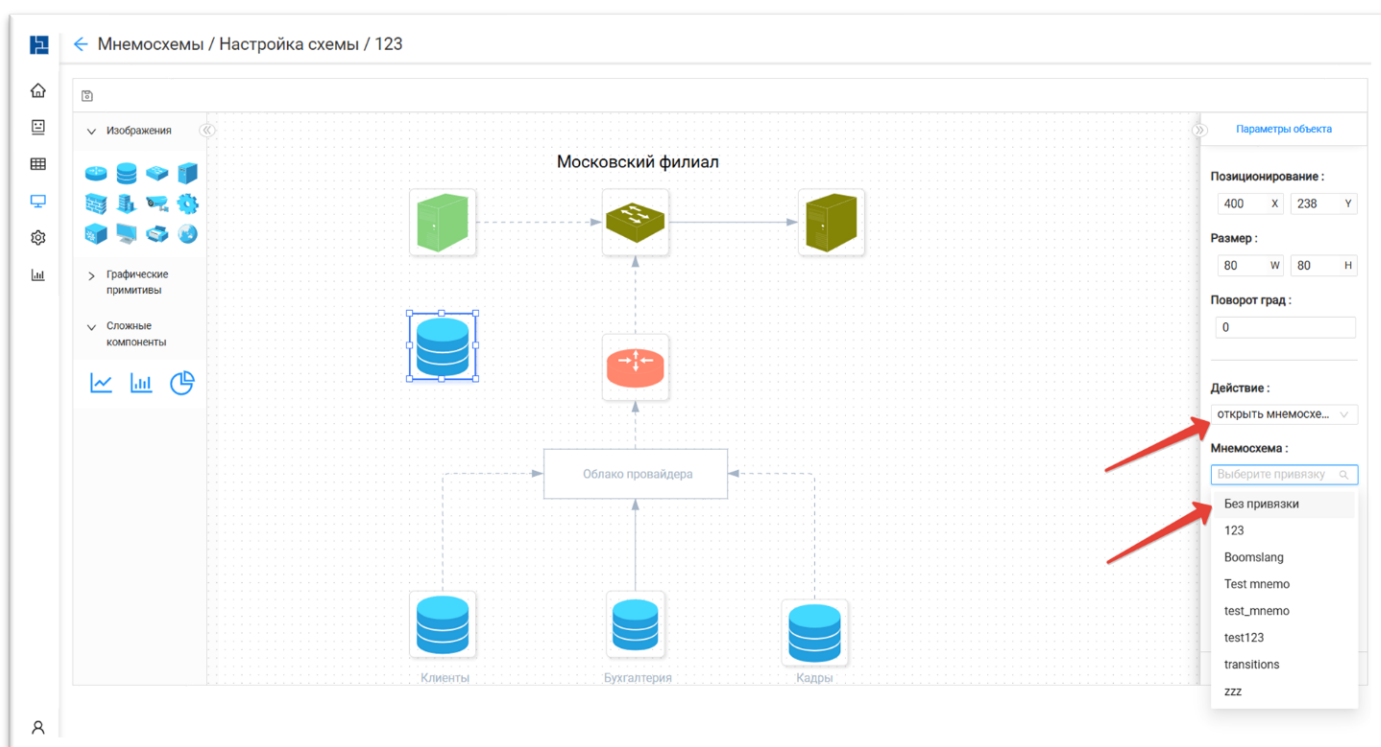 Мнемосхемы / Настройка схемы / 123
Изображения
Графические
примитивы
Сложные
компоненты
Московский филиал
Облако провайдера
Клиенты
Бухгалтерия
Кадры
Параметры объекта
Позиционирование :
400 X 238 Y
Размер :
80 W 80 H
Поворот град :
0
Действие :
открыть мнемосхе...
Мнемосхема :
Выберите привязку
Без привязки
123
Boomslang
Test mnemo
test_mnemo
test123
transitions
zzz